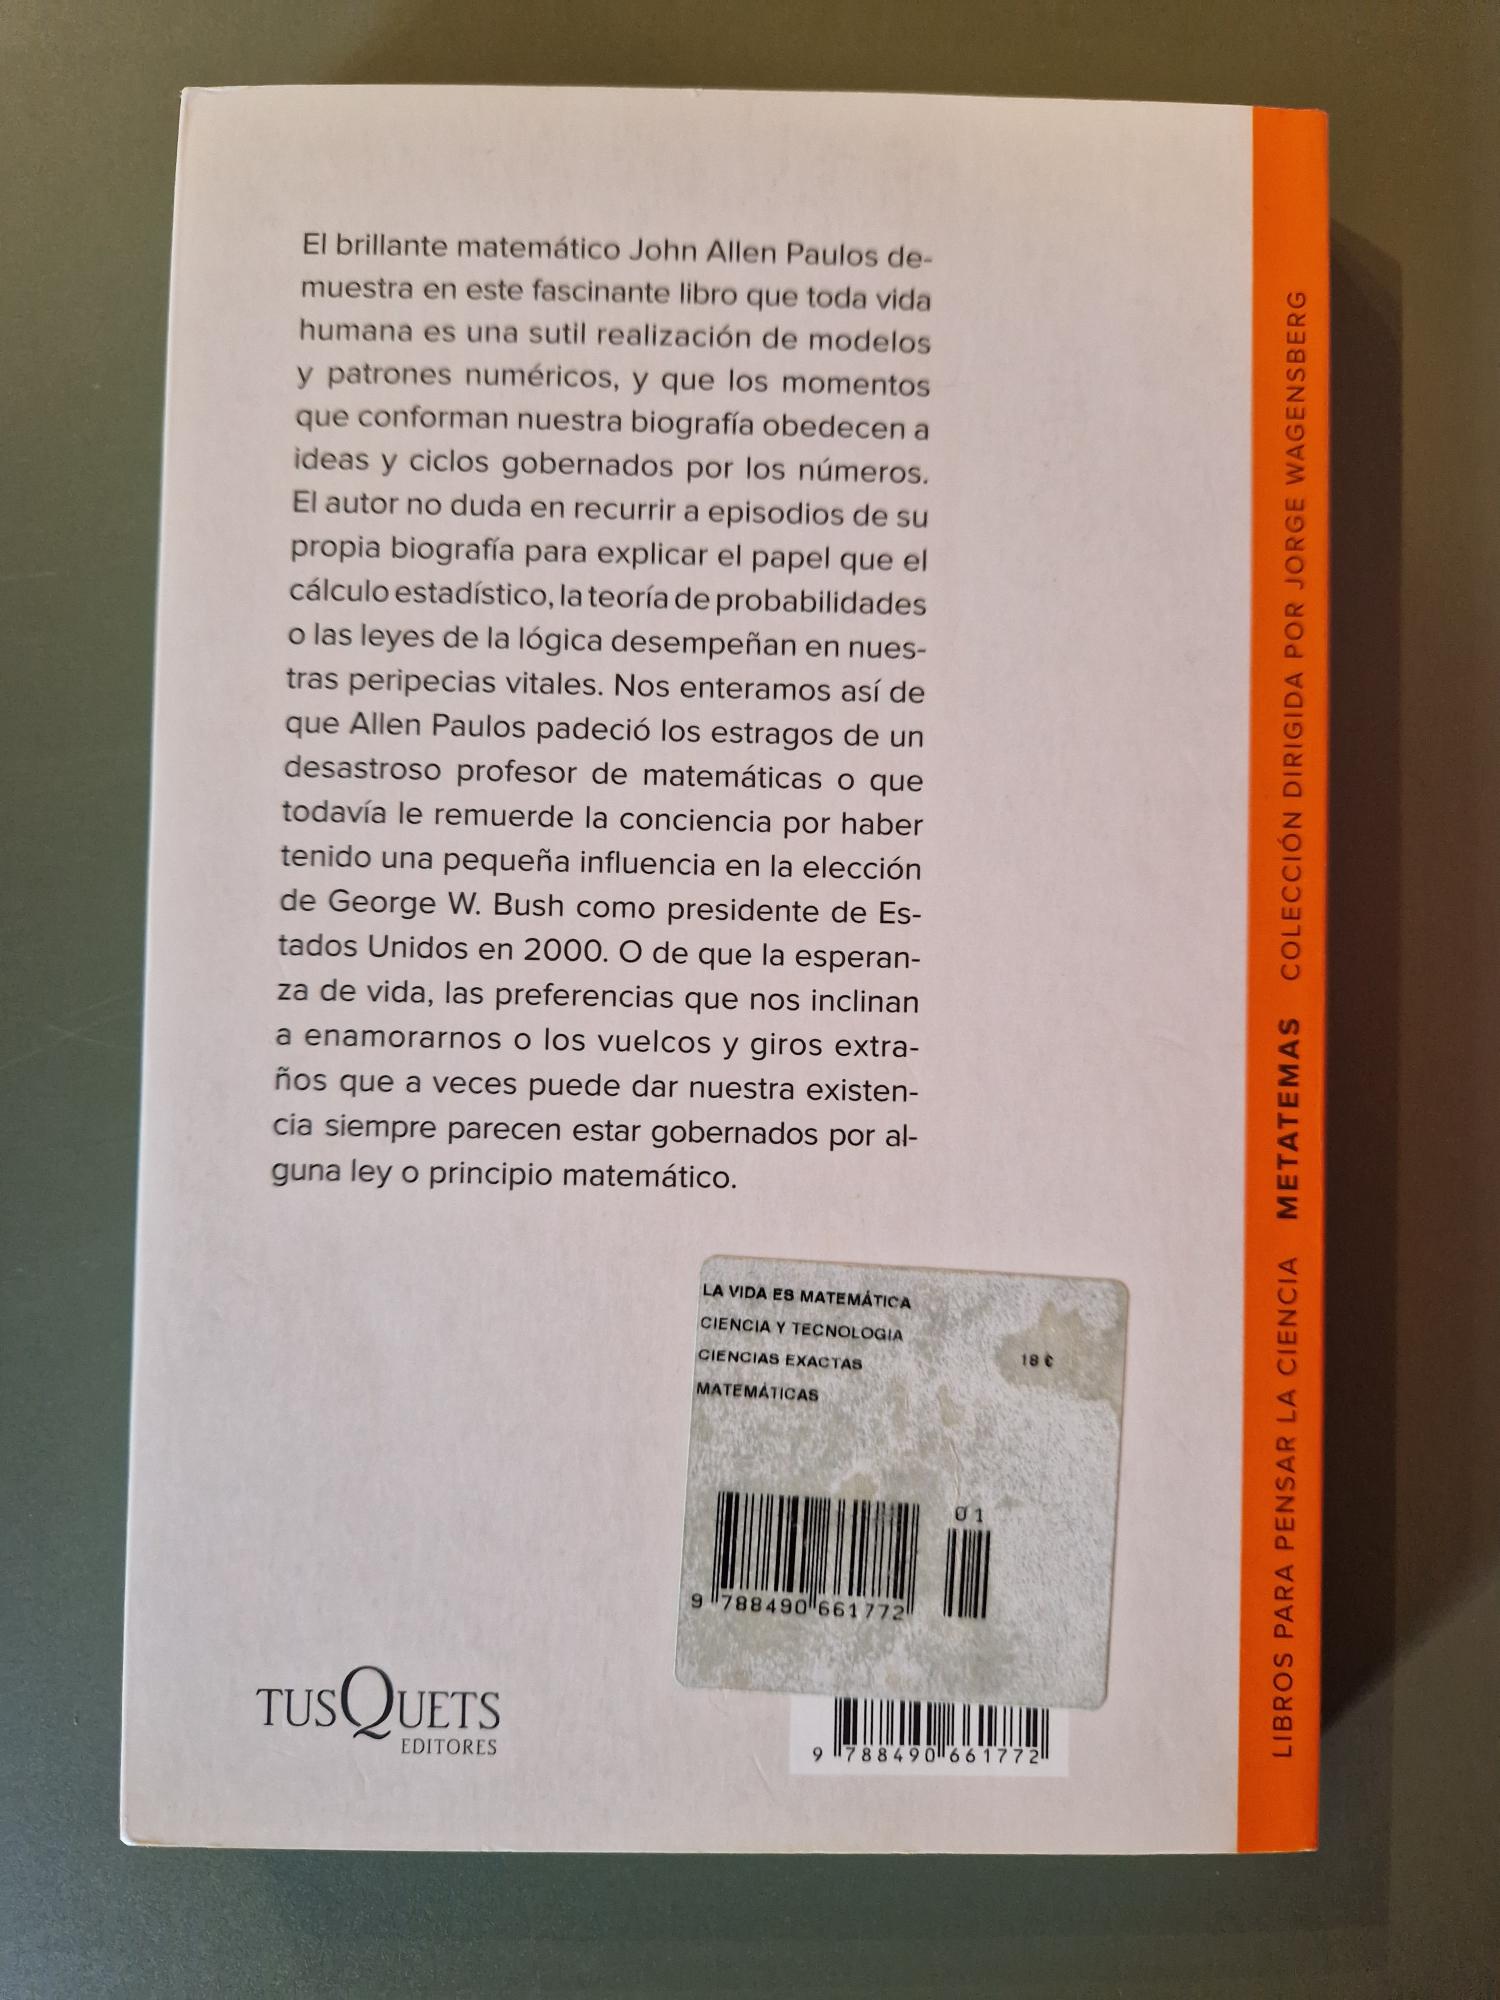 El brillante matemático John Allen Paulos de-
muestra en este fascinante libro que toda vida
humana es una sutil realización de modelos
y patrones numéricos, y que los momentos
que conforman nuestra biografía obedecen a
ideas y ciclos gobernados por los números.
El autor no duda en recurrir a episodios de su
propia biografía para explicar el papel que el
cálculo estadístico, la teoría de probabilidades
o las leyes de la lógica desempeñan en nues-
tras peripecias vitales. Nos enteramos así de
que Allen Paulos padeció los estragos de un
desastroso profesor de matemáticas o que
todavía le remuerde la conciencia por haber
tenido una pequeña influencia en la elección
de George W. Bush como presidente de Es-
tados Unidos en 2000. O de que la esperan-
za de vida, las preferencias que nos inclinan
a enamorarnos o los vuelcos y giros extra-
ños que a veces puede dar nuestra existen-
cia siempre parecen estar gobernados por al-
guna ley o principio matemático.
LA VIDA ES MATEMÁTICA
CIENCIA Y TECNOLOGIA
CIENCIAS EXACTAS
18 €
MATEMÁTICAS
01
9 788490 661772
TUSQUETS
EDITORES
9 788490 661772
LIBROS PARA PENSAR LA CIENCIA METATEMAS COLECCIÓN DIRIGIDA POR JORGE WAGENSBERG